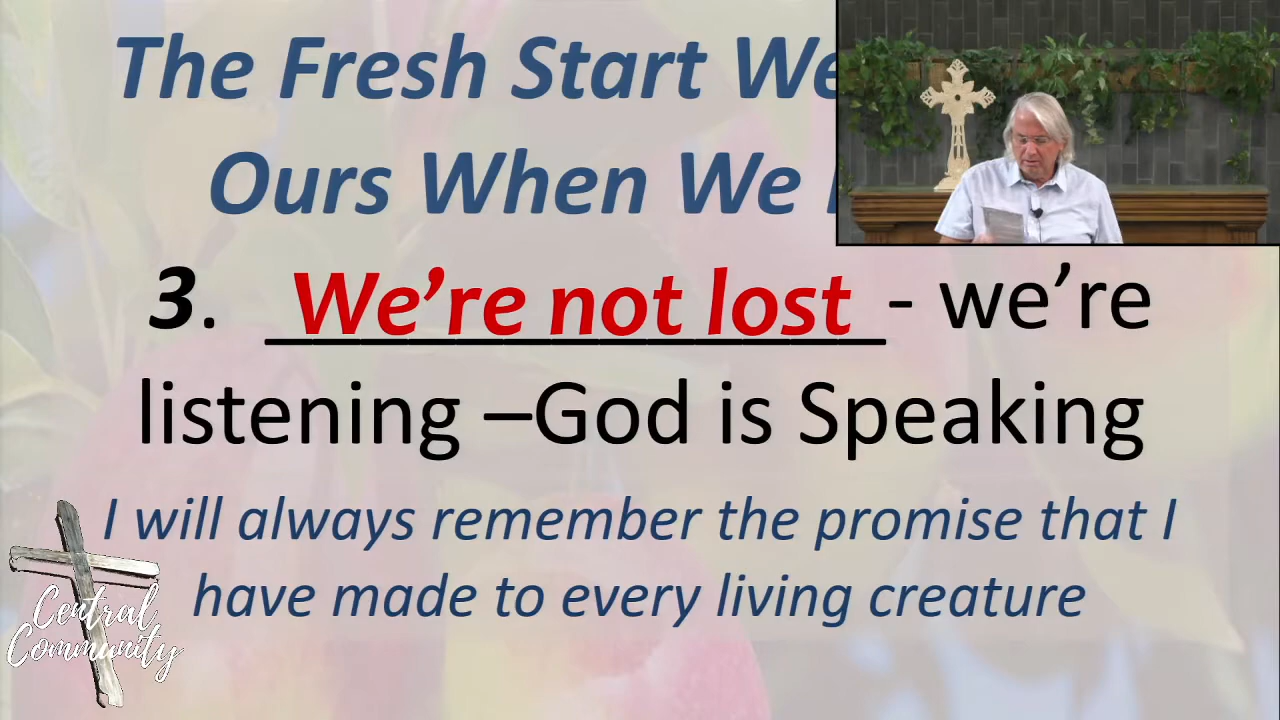 The Fresh Start We
Ours When We
3. We’re not lost - we’re
listening –God is Speaking
I will always remember the promise that I
have made to every living creature
Central
Community